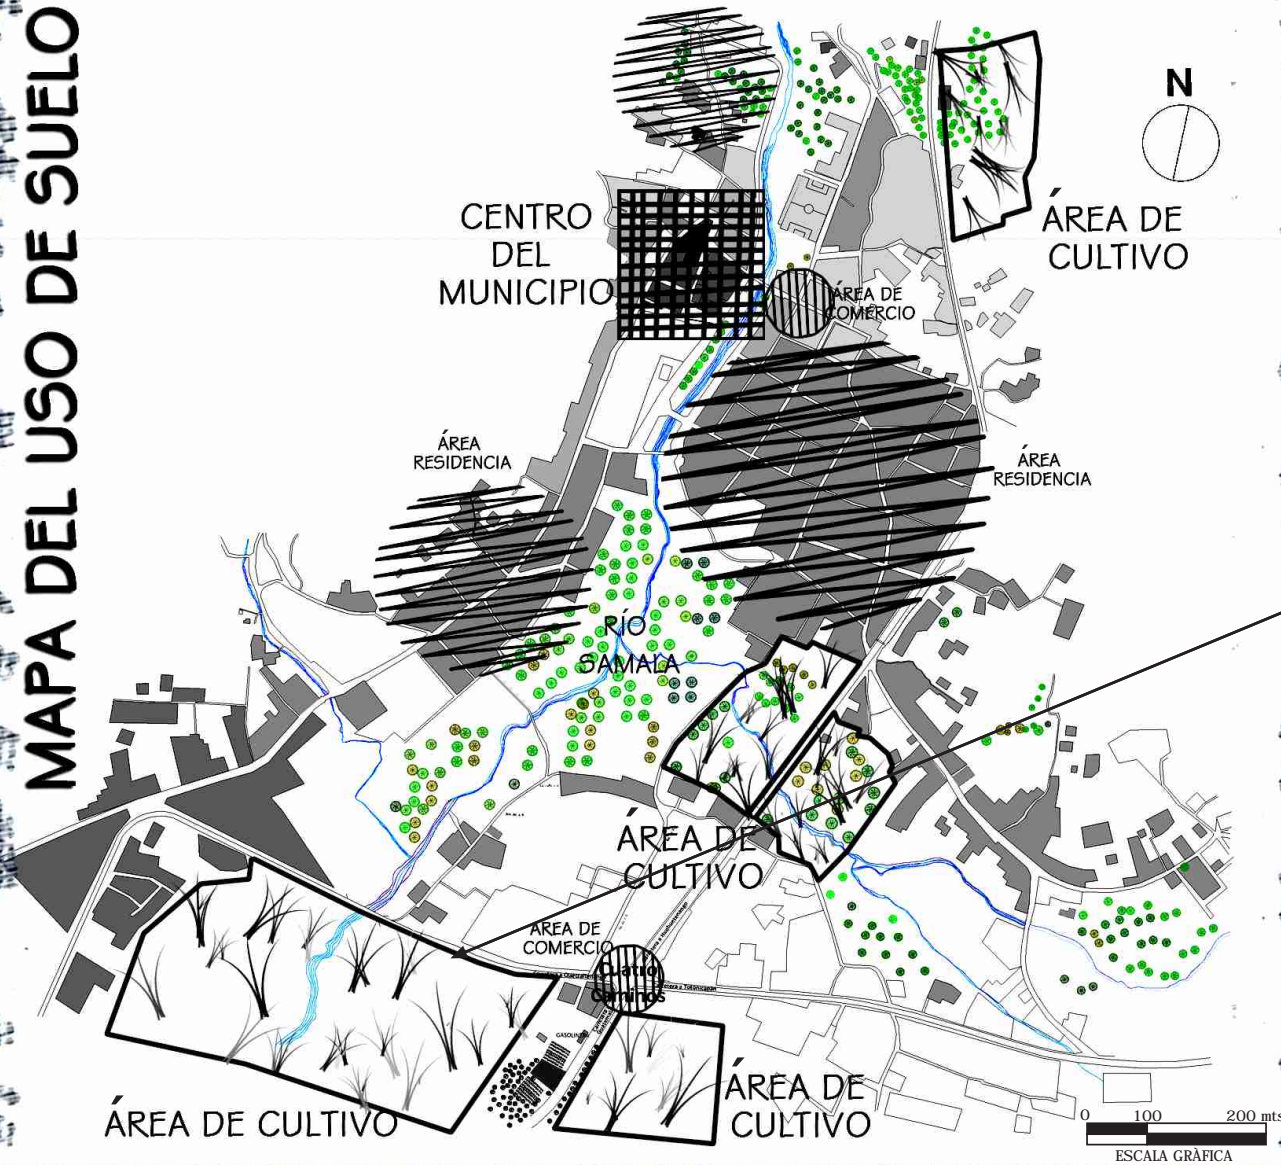 MAPA DEL USO DE SUELO
N
ÁREA DE
CULTIVO
CENTRO
DEL
MUNICIPIO
ÁREA DE
COMERCIO
ÁREA
RESIDENCIA
ÁREA
RESIDENCIA
RÍO
SAMALA
ÁREA DE
CULTIVO
AREA DE
COMERCIO
Cuatro
Caminos
GASOLINERA
ÁREA DE CULTIVO
ÁREA DE
CULTIVO
0 100 200 mts
ESCALA GRÀFICA